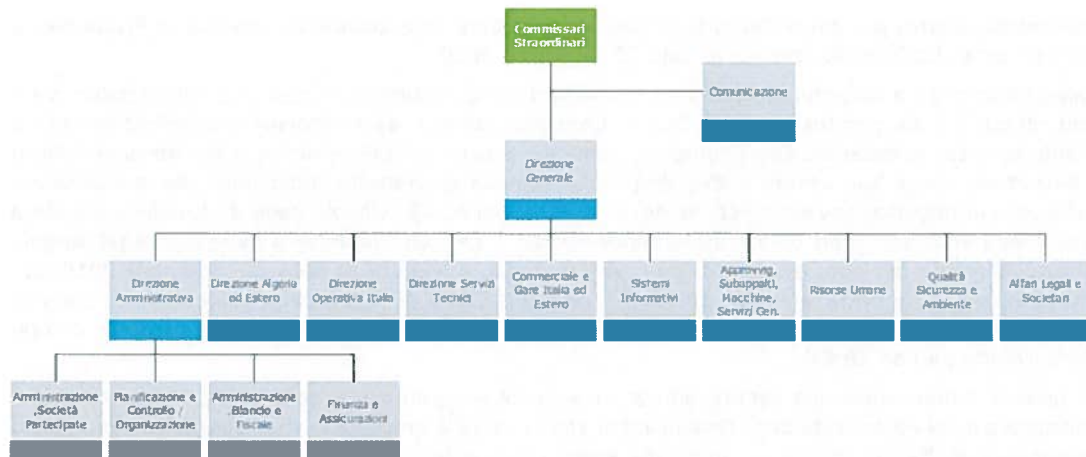 Commissari
Straordinari
Comunicazione
Direzione
Generale
Direzione
Amministrativa
Direzione Algeria
ed Estero
Direzione
Operativa Italia
Direzione Servizi
Tecnici
Commerciale e
Gare Italia ed
Estero
Sistemi
Informativi
Approvvig.
Subappalti,
Macchine,
Servizi Gen.
Risorse Umane
Qualità
Sicurezza e
Ambiente
Affari Legali e
Societari
Amministrazione
,Società
Partecipate
Pianificazione e
Controllo /
Organizzazione
Amministrazione
,Bilancio e
Fiscale
Finanza e
Assicurazioni